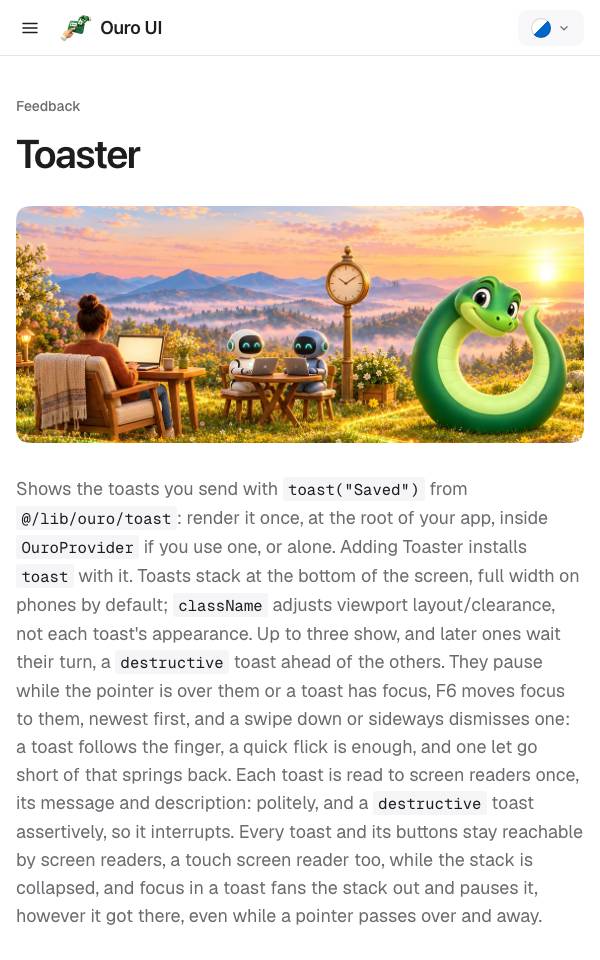 Ouro UI
Feedback
Toaster
Shows the toasts you send with toast("Saved") from
@/lib/ouro/toast: render it once, at the root of your app, inside
OuroProvider if you use one, or alone. Adding Toaster installs
toast with it. Toasts stack at the bottom of the screen, full width on
phones by default; className adjusts viewport layout/clearance,
not each toast's appearance. Up to three show, and later ones wait
their turn, a destructive toast ahead of the others. They pause
while the pointer is over them or a toast has focus, F6 moves focus
to them, newest first, and a swipe down or sideways dismisses one:
a toast follows the finger, a quick flick is enough, and one let go
short of that springs back. Each toast is read to screen readers once,
its message and description: politely, and a destructive toast
assertively, so it interrupts. Every toast and its buttons stay reachable
by screen readers, a touch screen reader too, while the stack is
collapsed, and focus in a toast fans the stack out and pauses it,
however it got there, even while a pointer passes over and away.